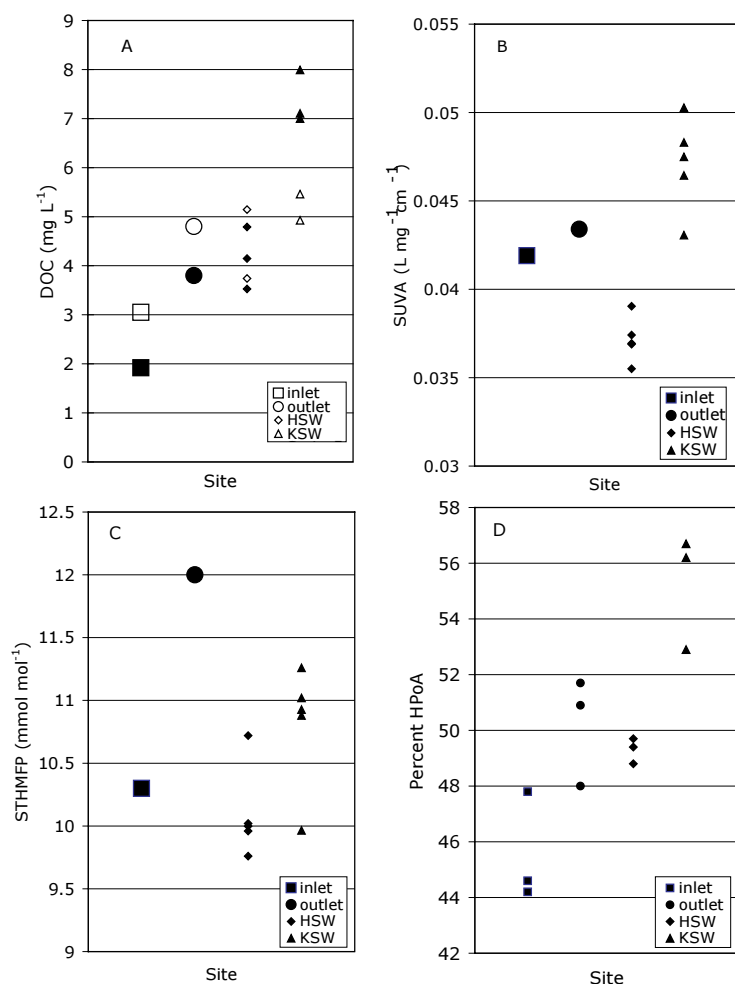 A
9
8
7
6
5
4
3
2
1
0
DOC (mg L⁻¹)
inlet
outlet
HSW
KSW
Site
B
0.055
0.05
0.045
0.04
0.035
0.03
SUVA (L mg⁻¹cm⁻¹)
inlet
outlet
HSW
KSW
Site
C
12.5
12
11.5
11
10.5
10
9.5
9
STHMFP (mmol mol⁻¹)
inlet
outlet
HSW
KSW
Site
D
58
56
54
52
50
48
46
44
42
Percent HPoA
inlet
outlet
HSW
KSW
Site